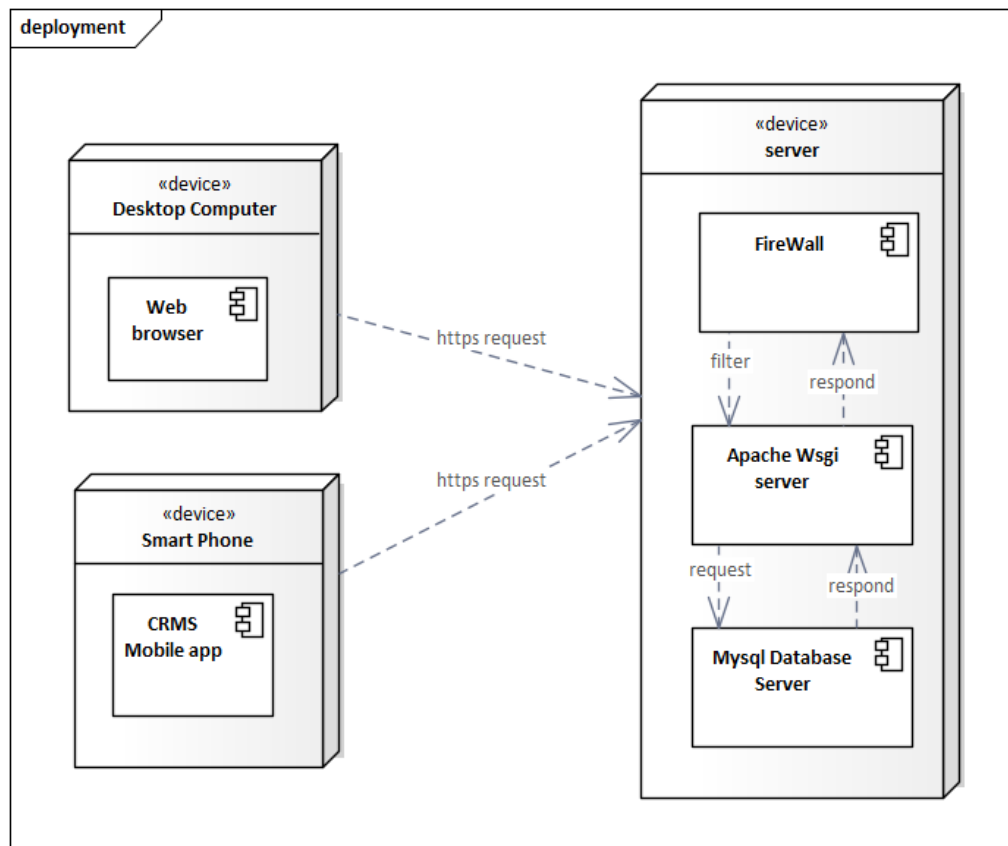 deployment
«device»
Desktop Computer
Web
browser
https request
«device»
Smart Phone
CRMS
Mobile app
https request
«device»
server
FireWall
filter
respond
Apache Wsgi
server
request
respond
Mysql Database
Server